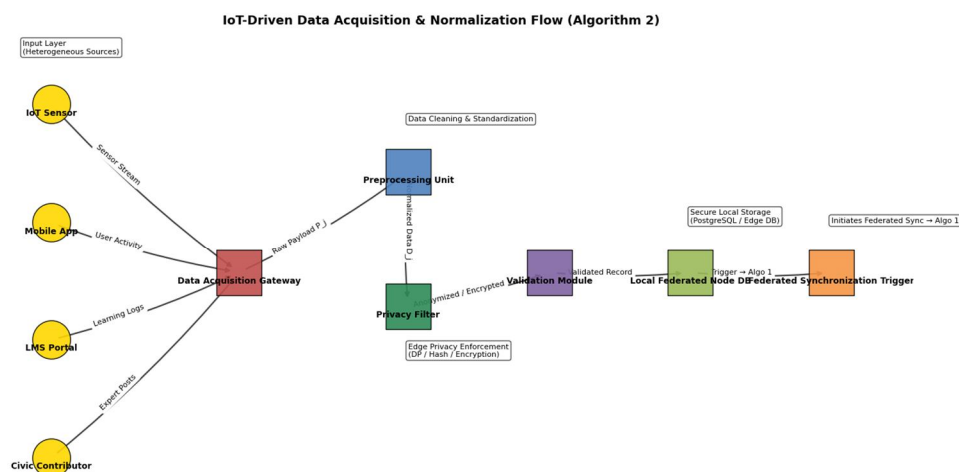 IoT-Driven Data Acquisition & Normalization Flow (Algorithm 2)
Input Layer
(Heterogeneous Sources)
IoT Sensor
Sensor Stream
Data Cleaning & Standardization
Preprocessing Unit
Mobile App
User Activity
Raw Payload P_j
Data D_j
Secure Local Storage
(PostgreSQL / Edge DB)
Initiates Federated Sync → Algo 1
Data Acquisition Gateway
Validation Module
Validated Record
Local Federated Node DB
Trigger → Algo 1
Federated Synchronization Trigger
/ Encrypted
Privacy Filter
Learning Logs
LMS Portal
Edge Privacy Enforcement
(DP / Hash / Encryption)
Expert Posts
Civic Contributor